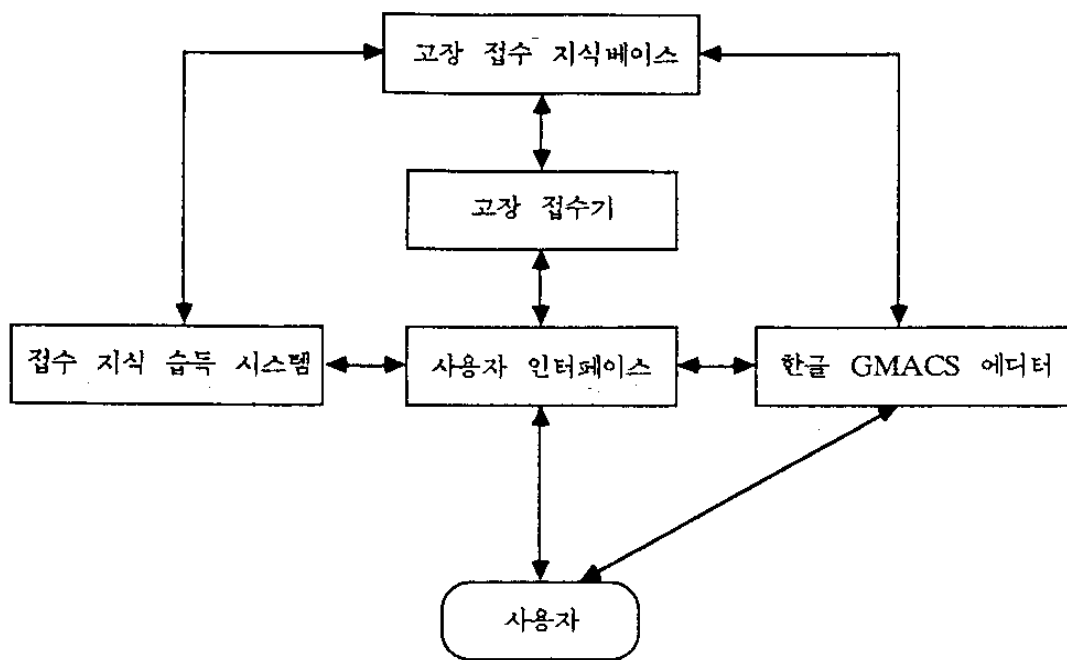 고장 접수 지식베이스
고장 접수기
접수 지식 습득 시스템
사용자 인터페이스
한글 GMACS 에디터
사용자